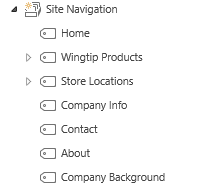 Site Navigation
Home
Wingtip Products
Store Locations
Company Info
Contact
About
Company Background